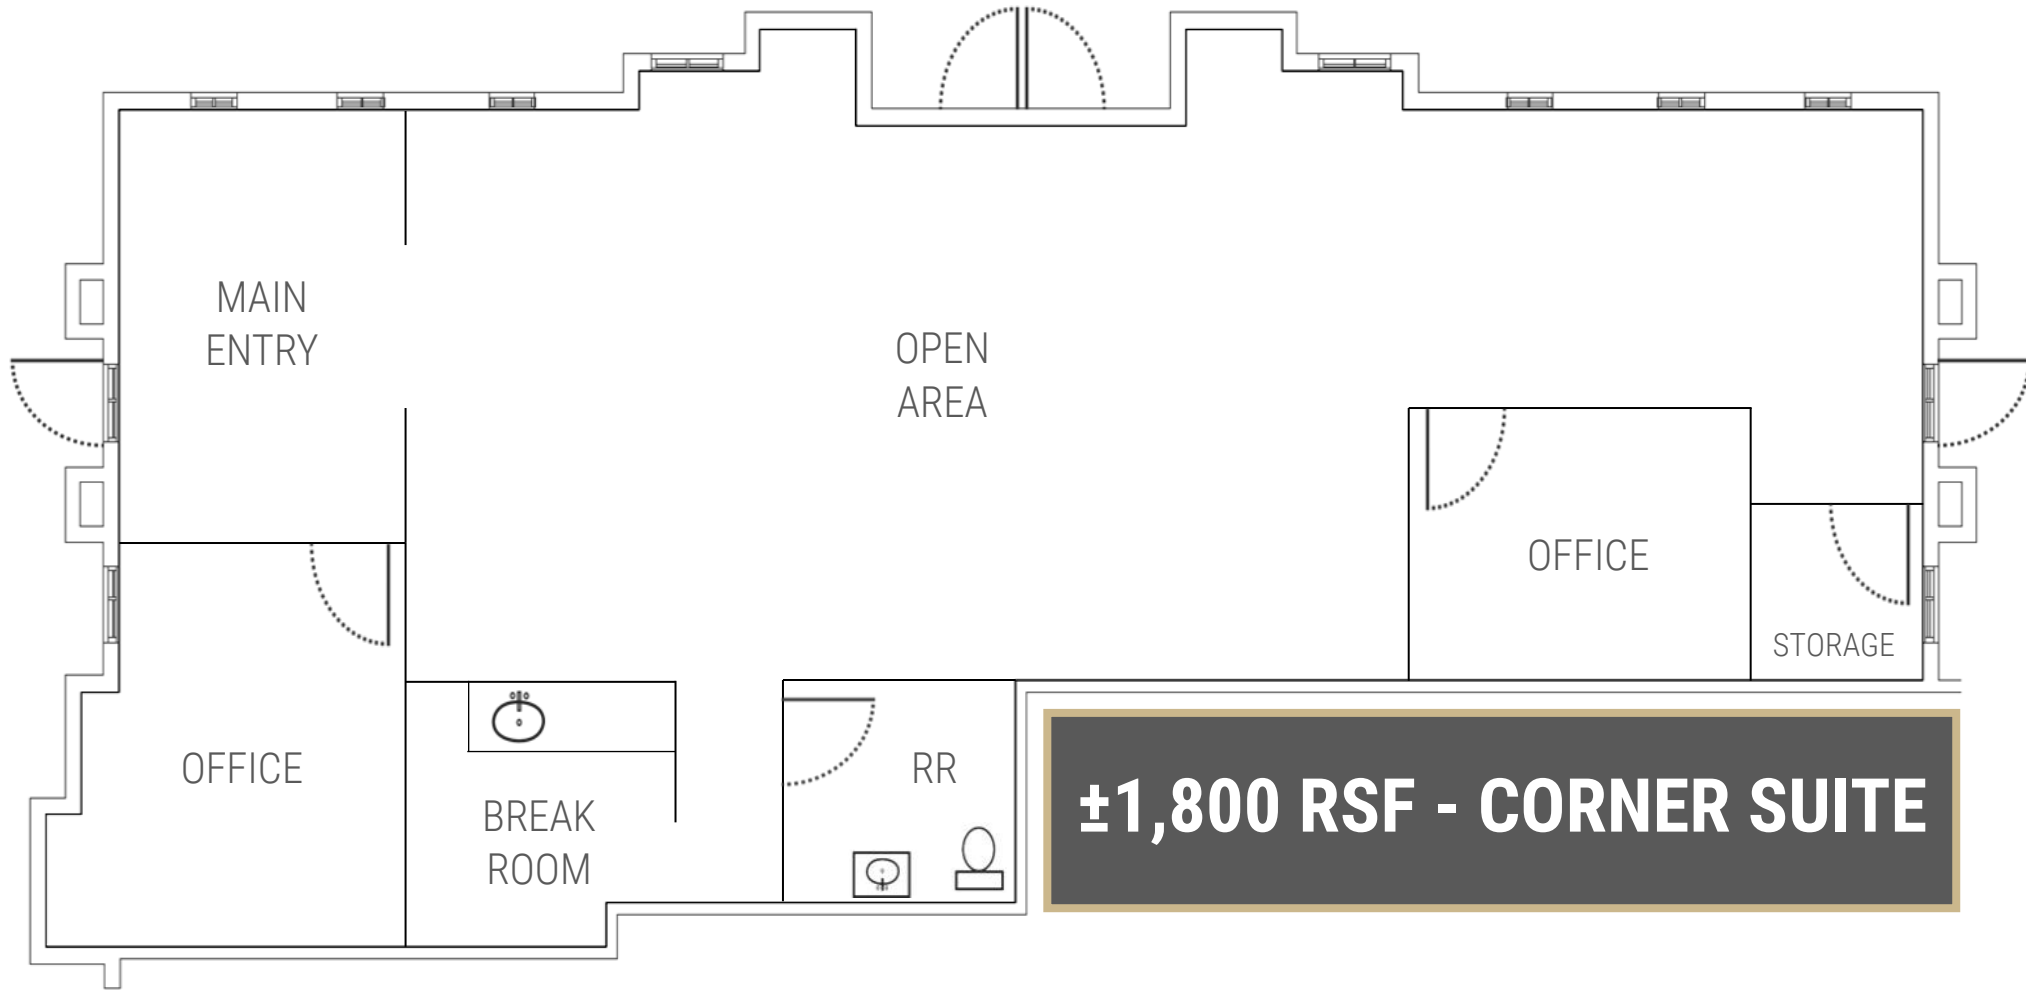 MAIN
ENTRY
OPEN
AREA
OFFICE
STORAGE
OFFICE
BREAK
ROOM
RR
±1,800 RSF - CORNER SUITE